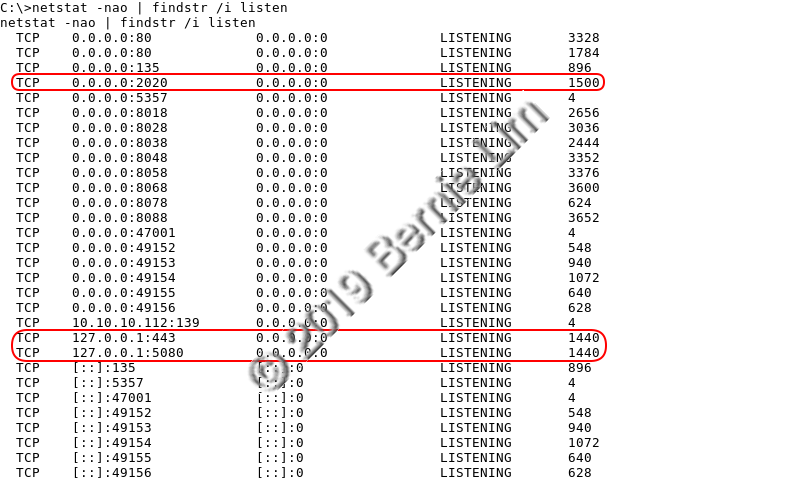 C:\>netstat -nao | findstr /i listen
netstat -nao | findstr /i listen
TCP 0.0.0.0:80 0.0.0.0:0 LISTENING 3328
TCP 0.0.0.0:80 0.0.0.0:0 LISTENING 1784
TCP 0.0.0.0:135 0.0.0.0:0 LISTENING 896
TCP 0.0.0.0:2020 0.0.0.0:0 LISTENING 1500
TCP 0.0.0.0:5357 0.0.0.0:0 LISTENING 4
TCP 0.0.0.0:8018 0.0.0.0:0 LISTENING 2656
TCP 0.0.0.0:8028 0.0.0.0:0 LISTENING 3036
TCP 0.0.0.0:8038 0.0.0.0:0 LISTENING 2444
TCP 0.0.0.0:8048 0.0.0.0:0 LISTENING 3352
TCP 0.0.0.0:8058 0.0.0.0:0 LISTENING 3376
TCP 0.0.0.0:8068 0.0.0.0:0 LISTENING 3600
TCP 0.0.0.0:8078 0.0.0.0:0 LISTENING 624
TCP 0.0.0.0:8088 0.0.0.0:0 LISTENING 3652
TCP 0.0.0.0:47001 0.0.0.0:0 LISTENING 4
TCP 0.0.0.0:49152 0.0.0.0:0 LISTENING 548
TCP 0.0.0.0:49153 0.0.0.0:0 LISTENING 940
TCP 0.0.0.0:49154 0.0.0.0:0 LISTENING 1072
TCP 0.0.0.0:49155 0.0.0.0:0 LISTENING 640
TCP 0.0.0.0:49156 0.0.0.0:0 LISTENING 628
TCP 10.10.10.112:139 0.0.0.0:0 LISTENING 4
TCP 127.0.0.1:443 0.0.0.0:0 LISTENING 1440
TCP 127.0.0.1:5080 0.0.0.0:0 LISTENING 1440
TCP [::]:135 [::]:0 LISTENING 896
TCP [::]:5357 [::]:0 LISTENING 4
TCP [::]:47001 [::]:0 LISTENING 4
TCP [::]:49152 [::]:0 LISTENING 548
TCP [::]:49153 [::]:0 LISTENING 940
TCP [::]:49154 [::]:0 LISTENING 1072
TCP [::]:49155 [::]:0 LISTENING 640
TCP [::]:49156 [::]:0 LISTENING 628
© 2019 Bernie Lim